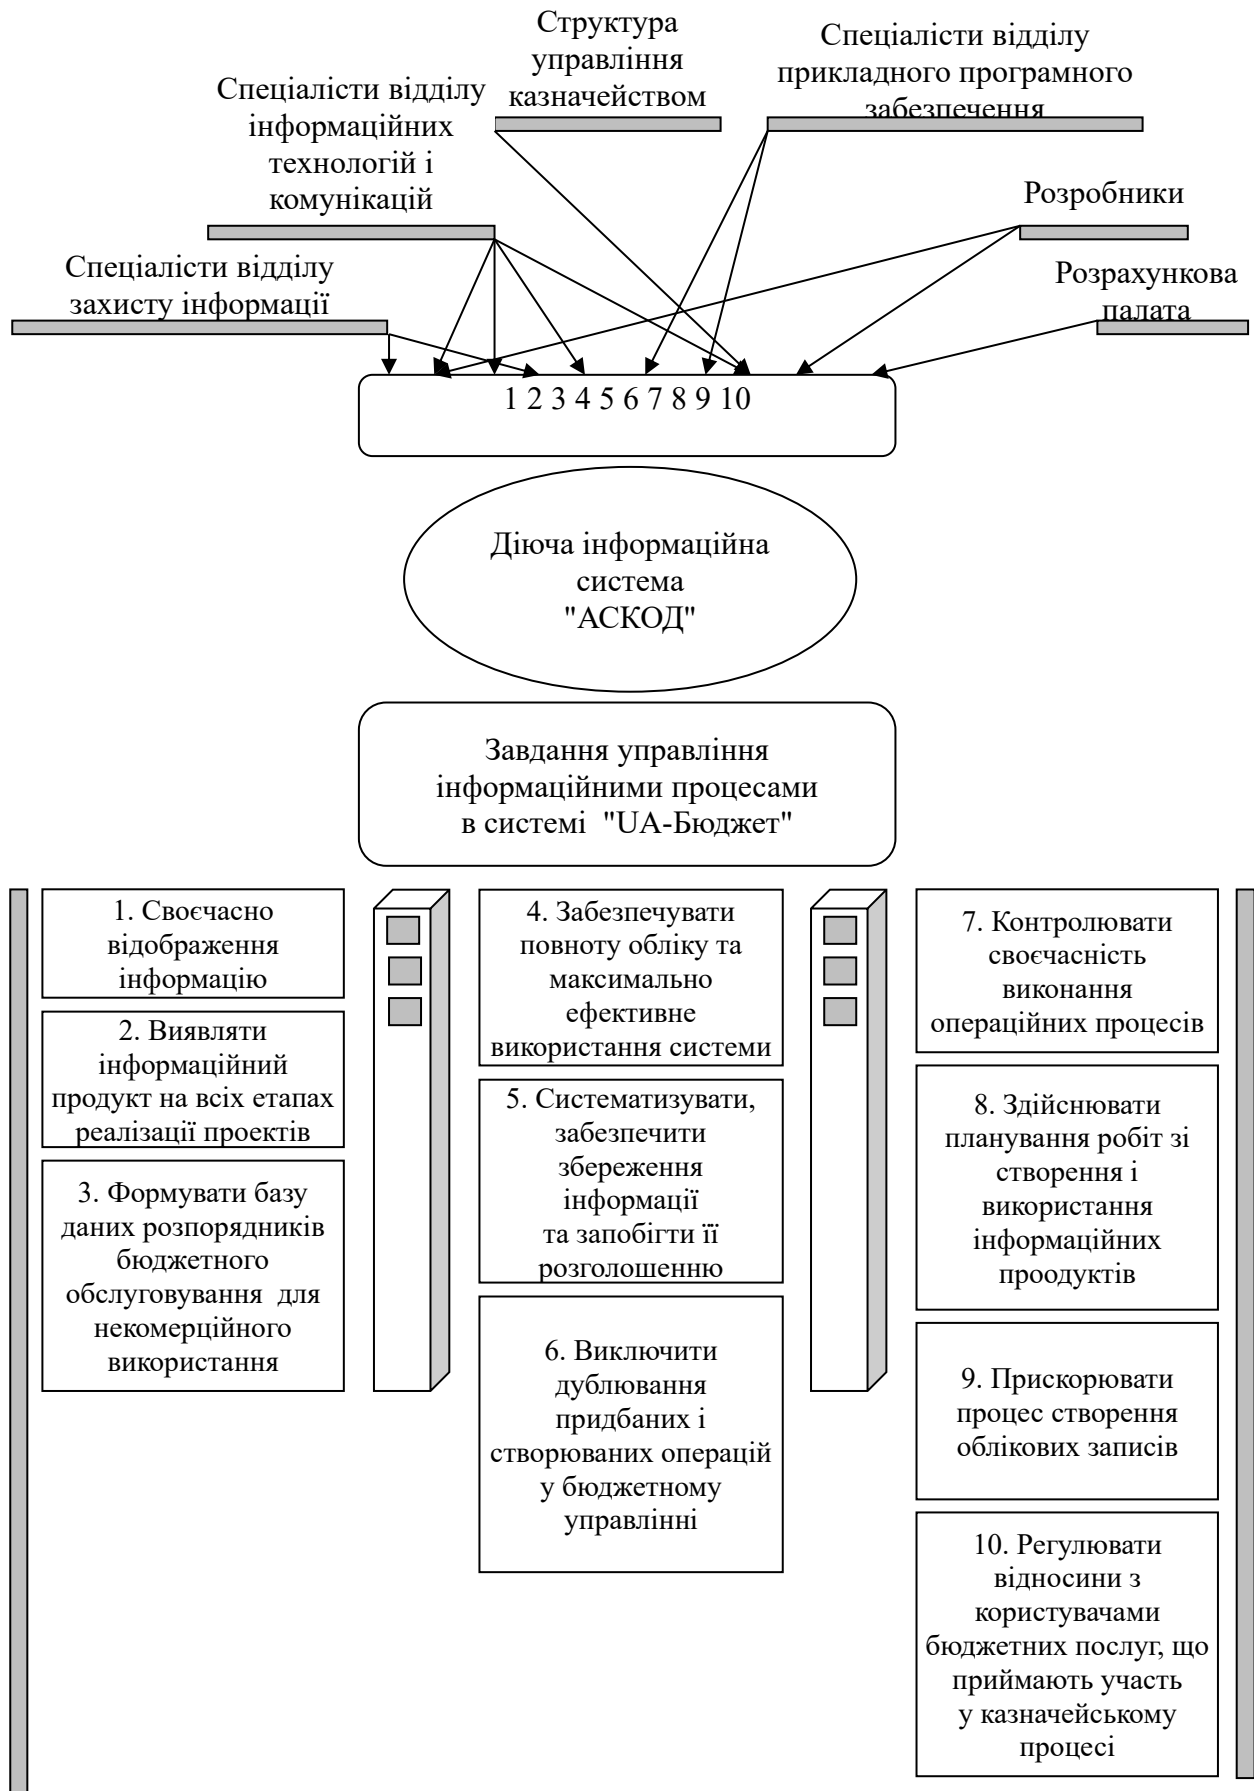 Структура
управління
казначейством
Спеціалісти відділу
прикладного програмного
забезпечення
Спеціалісти відділу
інформаційних
технологій і
комунікацій
Розробники
Спеціалісти відділу
захисту інформації
Розрахункова
палата
1 2 3 4 5 6 7 8 9 10
Діюча інформаційна
система
"АСКОД"
Завдання управління
інформаційними процесами
в системі "UA-Бюджет"
1. Своєчасно
відображення
інформацію
2. Виявляти
інформаційний
продукт на всіх етапах
реалізації проектів
3. Формувати базу
даних розпорядників
бюджетного
обслуговування для
некомерційного
використання
4. Забезпечувати
повноту обліку та
максимально
ефективне
використання системи
5. Систематизувати,
забезпечити
збереження
інформації
та запобігти її
розголошенню
6. Виключити
дублювання
придбаних і
створюваних операцій
у бюджетному
управлінні
7. Контролювати
своєчасність
виконання
операційних процесів
8. Здійснювати
планування робіт зі
створення і
використання
інформаційних
проодуктів
9. Прискорювати
процес створення
облікових записів
10. Регулювати
відносини з
користувачами
бюджетних послуг, що
приймають участь
у казначейському
процесі